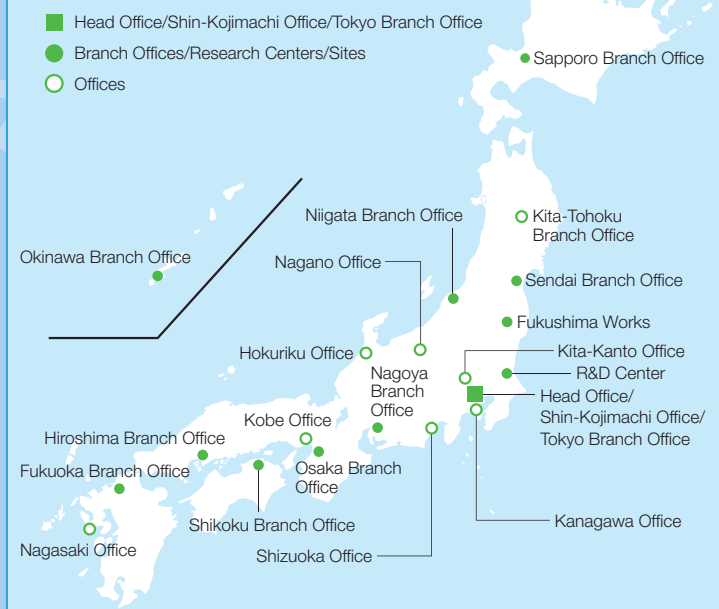 Head Office/Shin-Kojimachi Office/Tokyo Branch Office
Branch Offices/Research Centers/Sites
Offices
Sapporo Branch Office
Niigata Branch Office
Kita-Tohoku
Branch Office
Okinawa Branch Office
Nagano Office
Sendai Branch Office
Fukushima Works
Hokuriku Office
Kita-Kanto Office
Nagoya
Branch
Office
R&D Center
Head Office/
Shin-Kojimachi Office/
Tokyo Branch Office
Kobe Office
Hiroshima Branch Office
Fukuoka Branch Office
Osaka Branch
Office
Shikoku Branch Office
Kanagawa Office
Nagasaki Office
Shizuoka Office